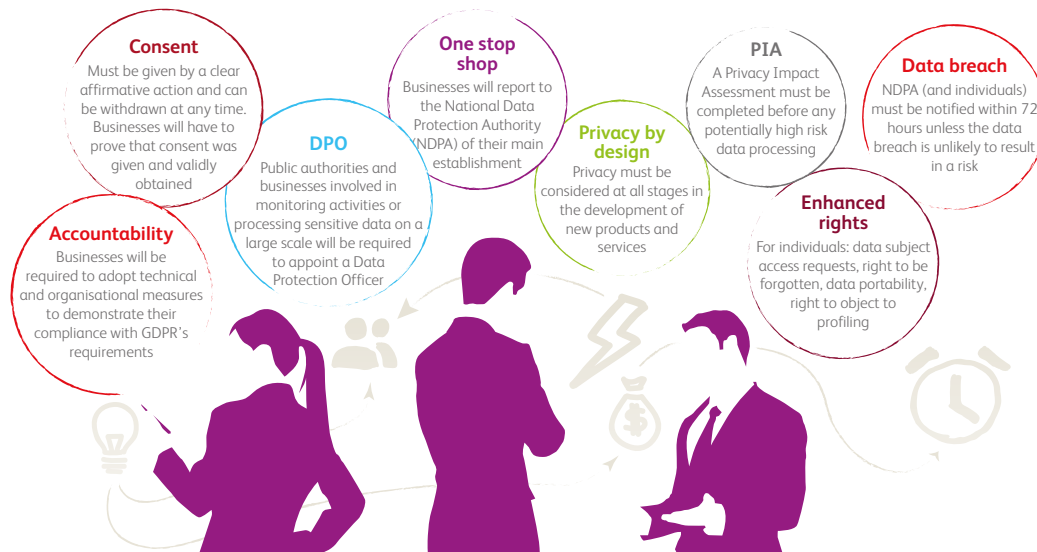 Consent
Must be given by a clear
affirmative action and can
be withdrawn at any time.
Businesses will have to
prove that consent was
given and validly
obtained
Accountability
Businesses will be
required to adopt technical
and organisational measures
to demonstrate their
compliance with GDPR's
requirements
DPO
Public authorities and
businesses involved in
monitoring activities or
processing sensitive data on a
large scale will be required
to appoint a Data
Protection Officer
One stop
shop
Businesses will report to
the National Data
Protection Authority
(NDPA) of their main
establishment
Privacy by
design
Privacy must be
considered at all stages in
the development of
new products and
services
PIA
A Privacy Impact
Assessment must be
completed before any
potentially high risk
data processing
Enhanced
rights
For individuals: data subject
access requests, right to be
forgotten, data portability,
right to object to
profiling
Data breach
NDPA (and individuals)
must be notified within 72
hours unless the data
breach is unlikely to result
in a risk
$